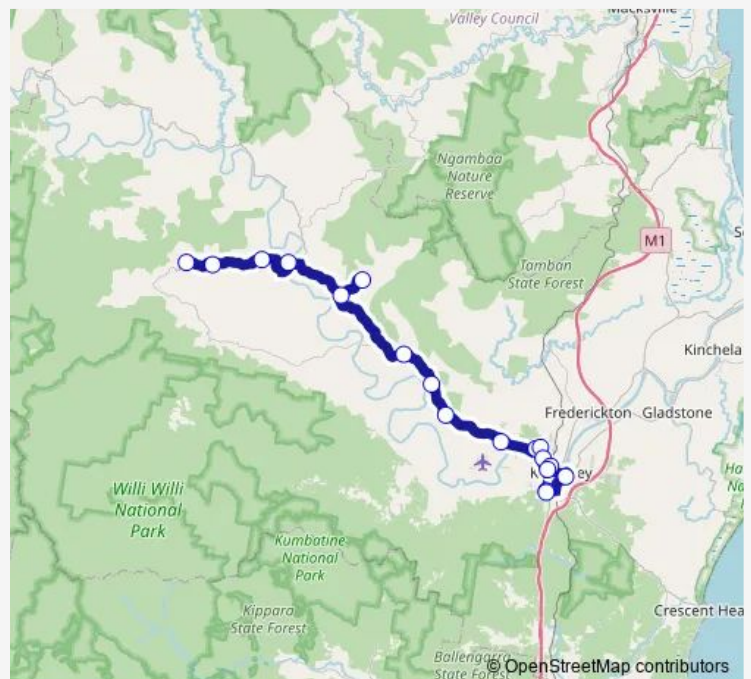 Macksville
Valley Council
Ngambaa
Nature
Reserve
M1
Tamban
State Forest
Kinchela
Frederickton
Gladstone
ey
Willi Willi
National
Park
Kumbatine
National
Park
Kippara
State Forest
Crescent Hea
Ballengarra
State Forest
© OpenStreetMap contributors